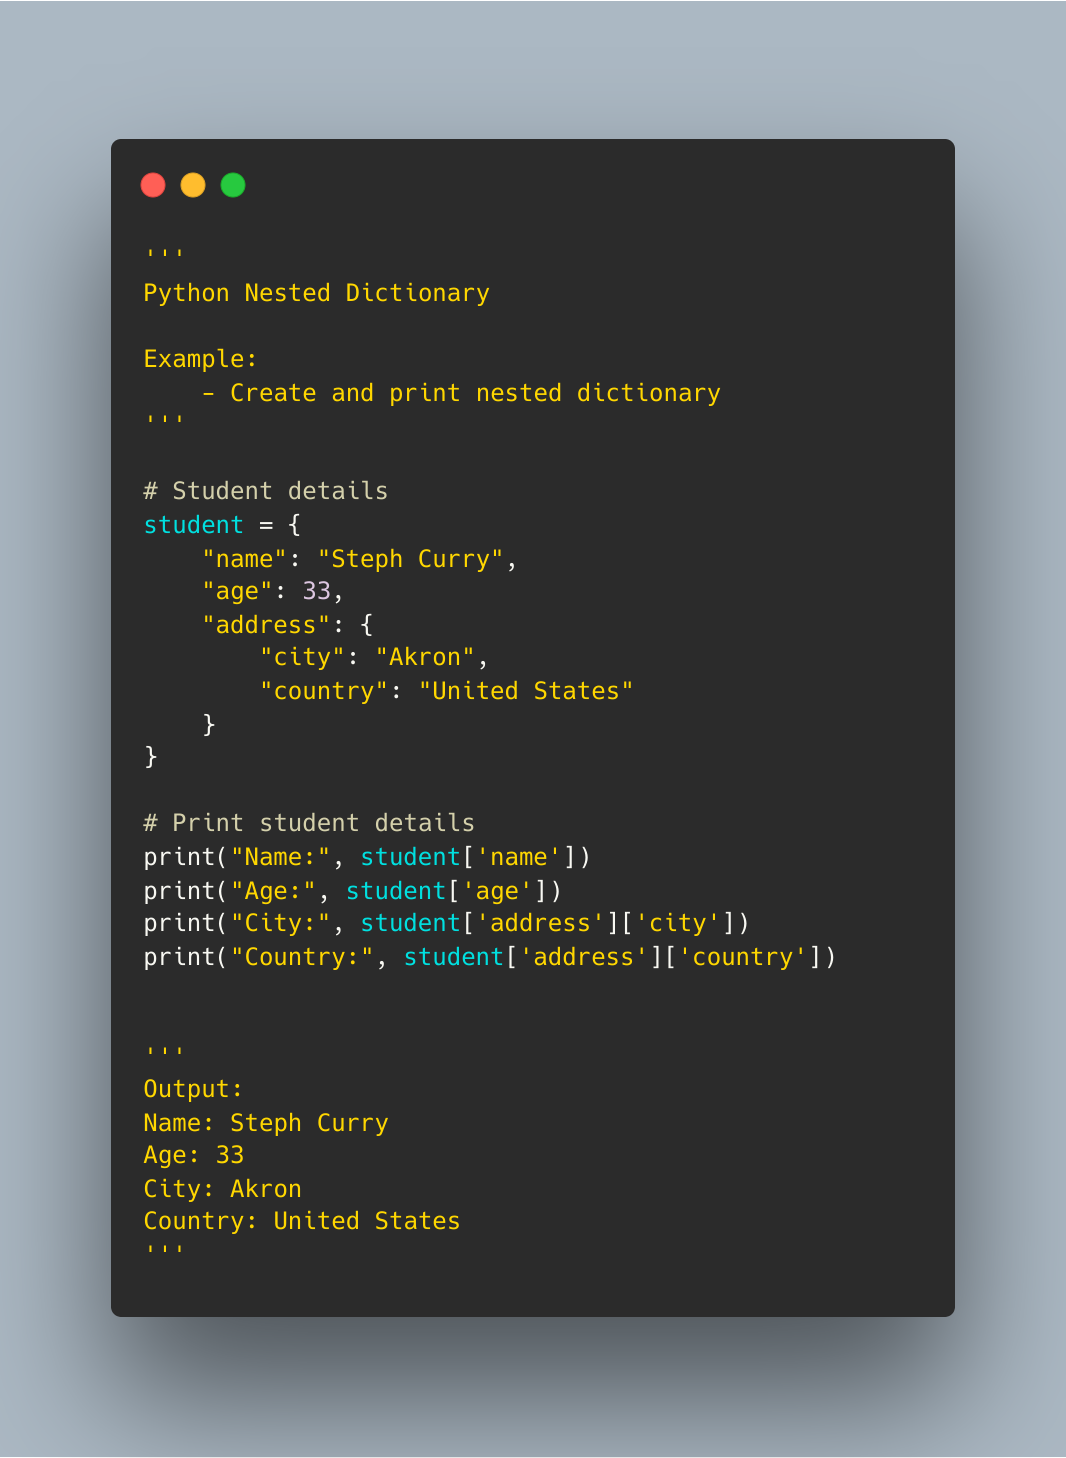 '''
Python Nested Dictionary

Example:
    - Create and print nested dictionary
'''

# Student details
student = {
    "name": "Steph Curry",
    "age": 33,
    "address": {
        "city": "Akron",
        "country": "United States"
    }
}

# Print student details
print("Name:", student['name'])
print("Age:", student['age'])
print("City:", student['address']['city'])
print("Country:", student['address']['country'])


'''
Output:
Name: Steph Curry
Age: 33
City: Akron
Country: United States
'''